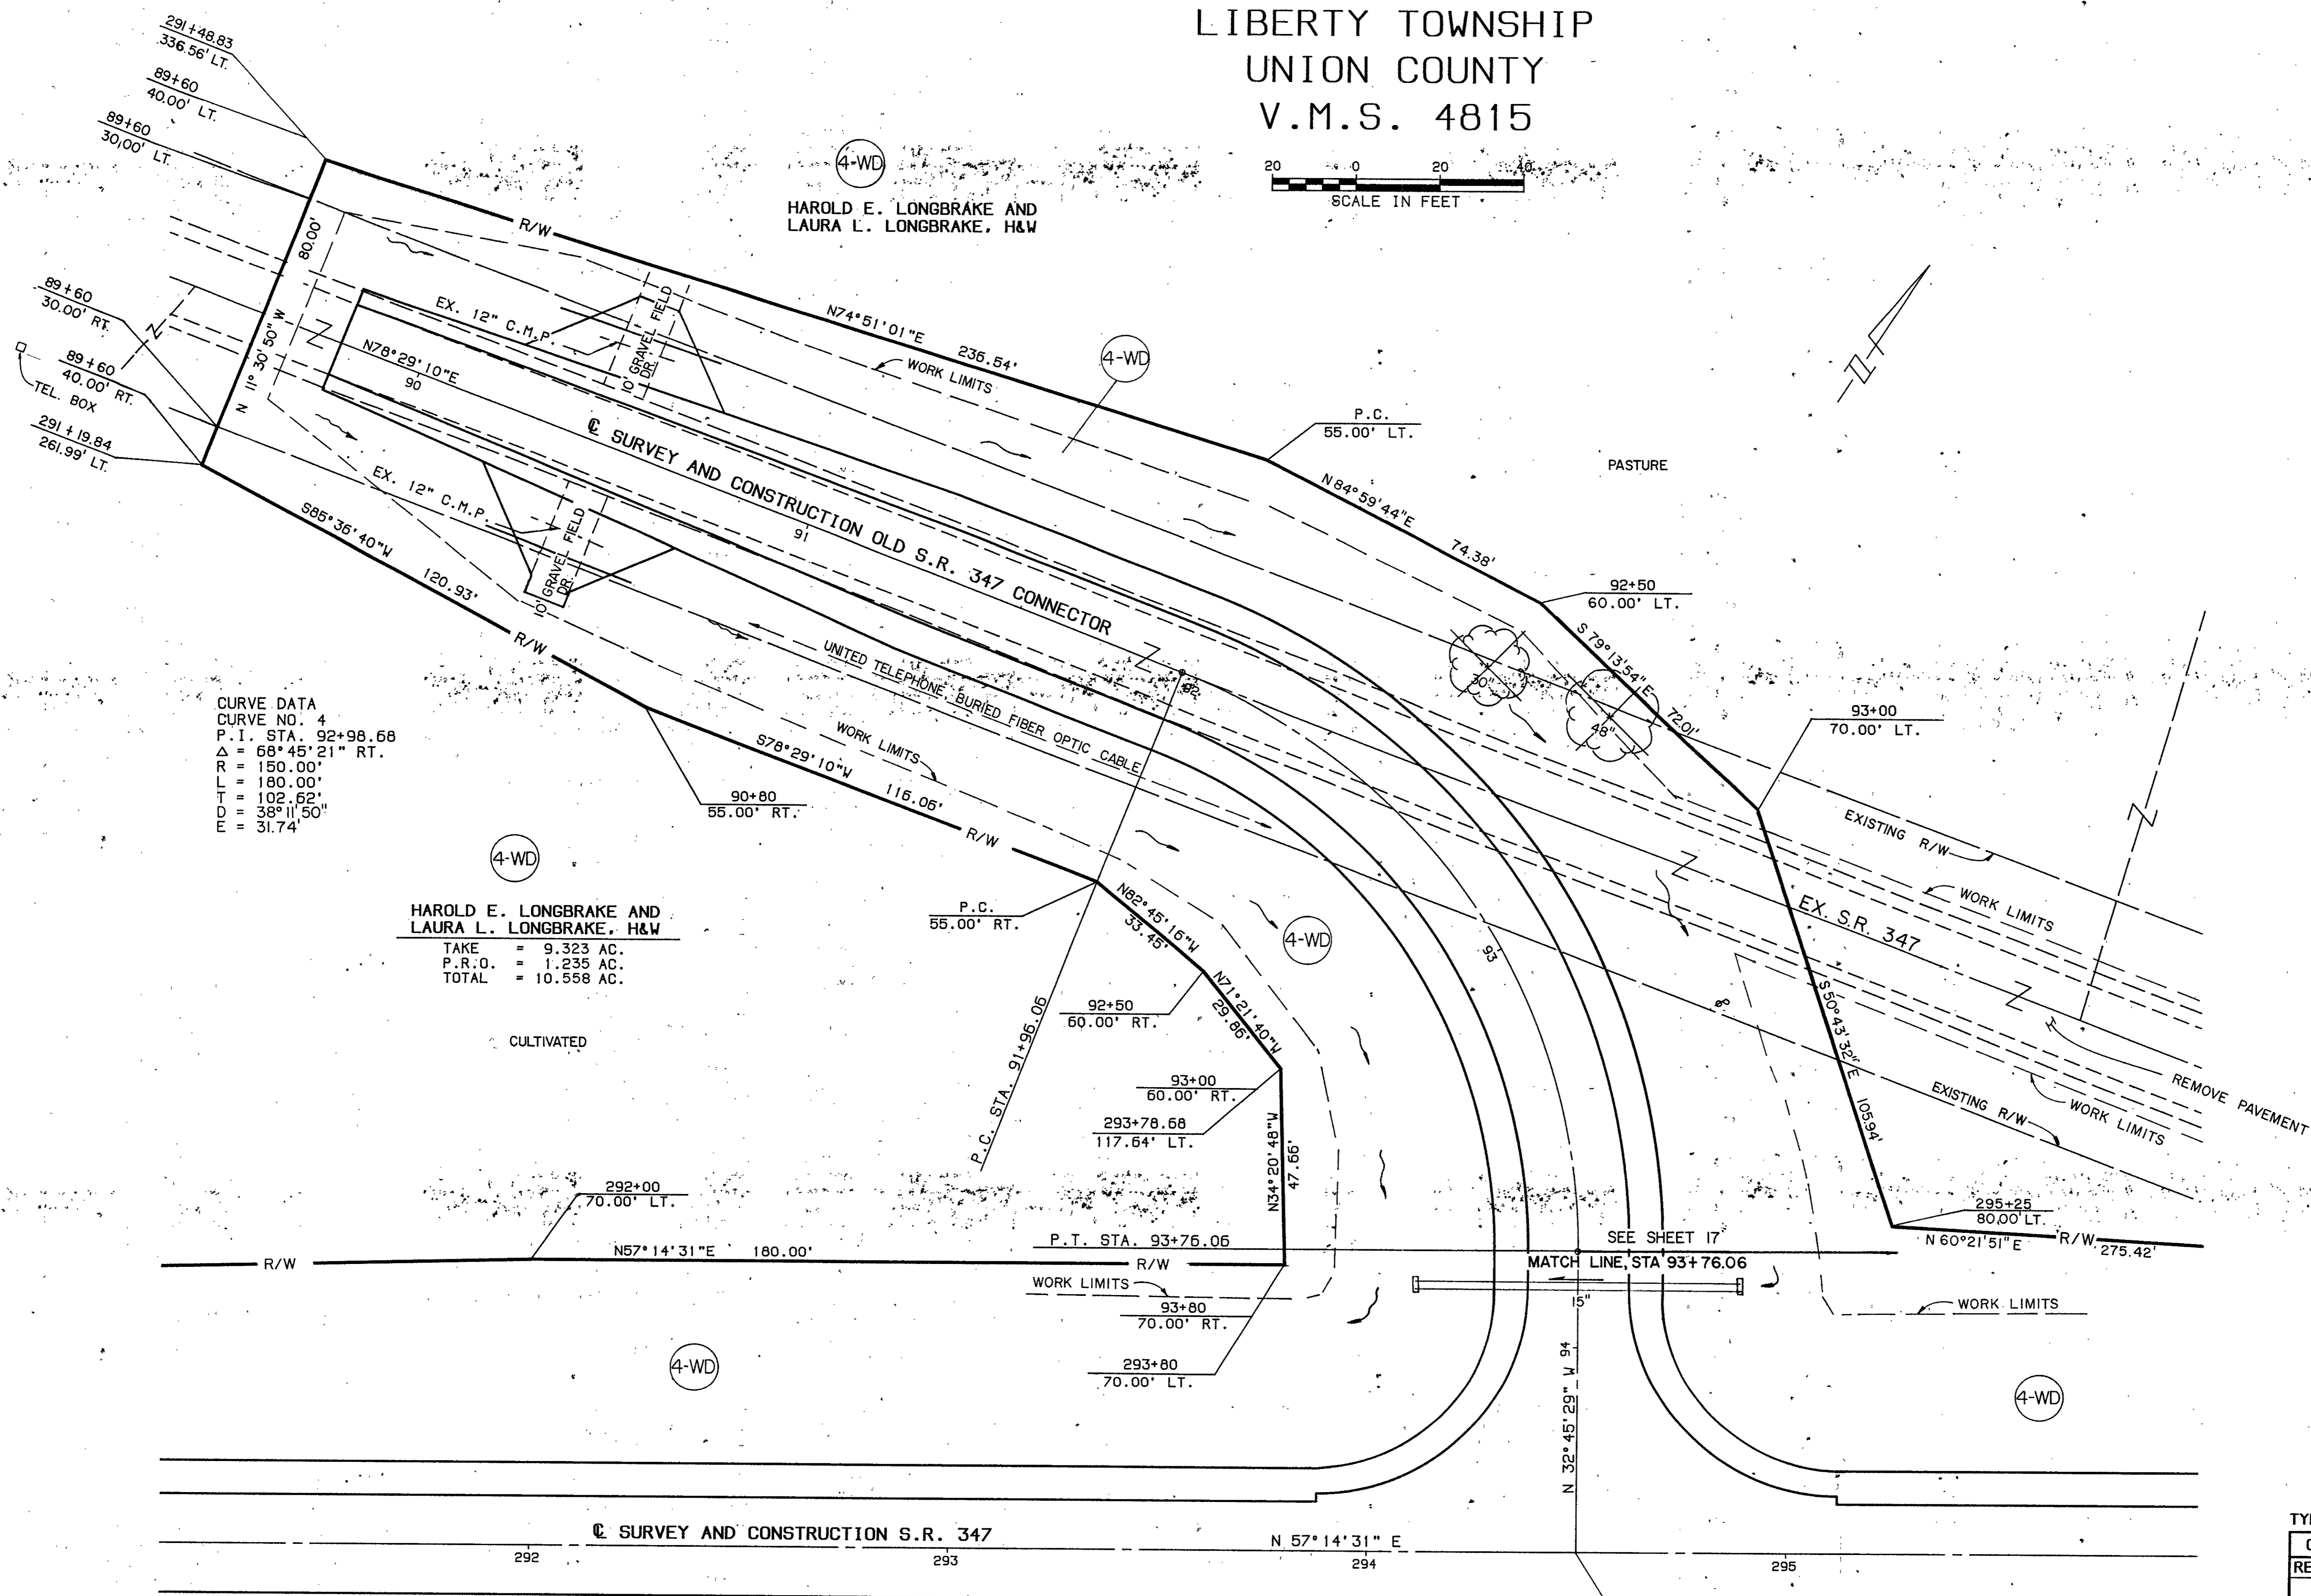 LIBERTY TOWNSHIP
UNION COUNTY
V.M.S. 4815
20 0 20 40
SCALE IN FEET
291+48.83
336.56' LT.
89+60
40.00' LT.
89+60
30.00' LT.
4-WD
HAROLD E. LONGBRAKE AND
LAURA L. LONGBRAKE, H&W
R/W
80.00'
N 11° 30' 50" W
89+60
30.00' RT.
89+60
40.00' RT.
TEL. BOX
291+19.84
261.99' LT.
EX. 12" C.M.P.
10' GRAVEL FIELD
DR.
N78°29'10"E
90
N74°51'01"E 236.54'
WORK LIMITS
4-WD
P.C.
55.00' LT.
PASTURE
℄ SURVEY AND CONSTRUCTION OLD S.R. 347 CONNECTOR
91
EX. 12" C.M.P.
10' GRAVEL FIELD
DR.
S85°36'40"W
120.93'
R/W
N84°59'44"E
74.38'
92+50
60.00' LT.
S 79°13'54" E
72.01'
30"
48"
92
93+00
70.00' LT.
UNITED TELEPHONE, BURIED FIBER OPTIC CABLE
WORK LIMITS
CURVE DATA
CURVE NO. 4
P.I. STA. 92+98.68
Δ = 68°45'21" RT.
R = 150.00'
L = 180.00'
T = 102.62'
D = 38°11'50"
E = 31.74'
S78°29'10"W
116.06'
90+80
55.00' RT.
R/W
EXISTING R/W
WORK LIMITS
EX. S.R. 347
4-WD
HAROLD E. LONGBRAKE AND
LAURA L. LONGBRAKE, H&W
TAKE = 9.323 AC.
P.R.O. = 1.235 AC.
TOTAL = 10.558 AC.
CULTIVATED
P.C.
55.00' RT.
N82°45'16"W
33.45'
4-WD
93
P.C. STA. 91+96.06
92+50
60.00' RT.
N71°21'40"W
29.86'
S50°43'32"E
105.94'
REMOVE PAVEMENT
WORK LIMITS
EXISTING R/W
93+00
60.00' RT.
293+78.68
117.64' LT.
N34°20'48"W
47.66'
292+00
70.00' LT.
295+25
80.00' LT.
R/W
N57°14'31"E 180.00'
P.T. STA. 93+76.06
R/W
SEE SHEET 17
MATCH LINE, STA 93+76.06
N 60°21'51"E R/W 275.42'
WORK LIMITS
15"
WORK LIMITS
93+80
70.00' RT.
293+80
70.00' LT.
4-WD
N 32°45'29" W 94
4-WD
℄ SURVEY AND CONSTRUCTION S.R. 347
N 57°14'31" E
292
293
294
295